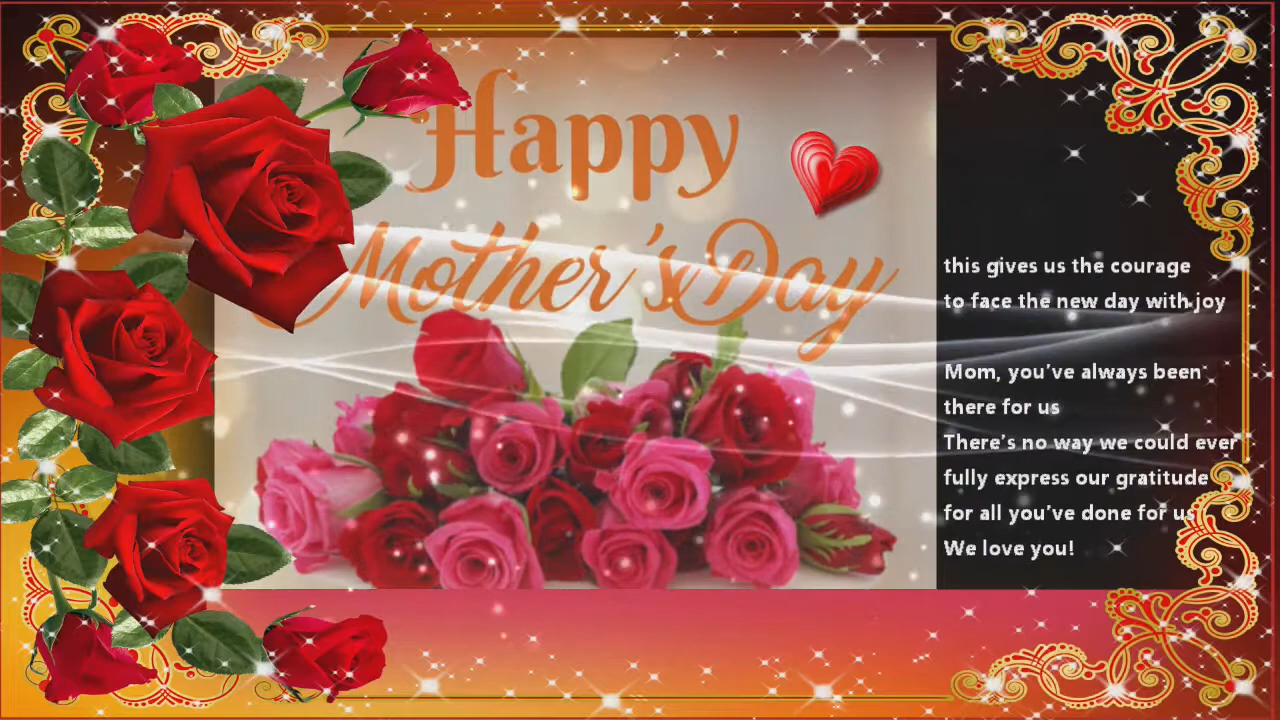 Happy
Mother's Day
this gives us the courage
to face the new day with joy
Mom, you've always been
there for us
There's no way we could ever
fully express our gratitude
for all you've done for us
We love you!